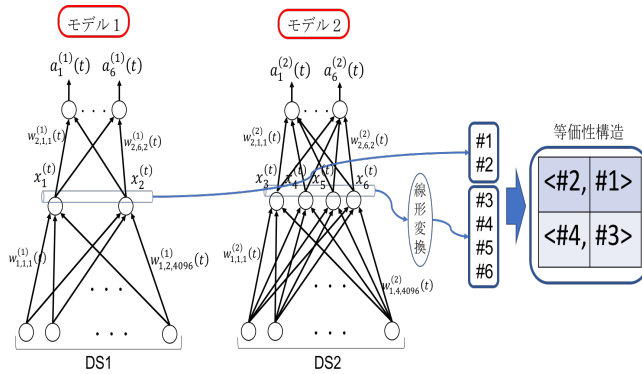 モデル1
モデル2
a_1^{(1)}(t) a_6^{(1)}(t)
a_1^{(2)}(t) a_6^{(2)}(t)
. . .
. . .
w_{2,1,1}^{(1)}(t) w_{2,6,2}^{(1)}(t)
w_{2,1,1}^{(2)}(t) w_{2,6,2}^{(2)}(t)
x_1^{(t)} x_2^{(t)}
x_3^{(t)} x_4^{(t)} x_5^{(t)} x_6^{(t)}
w_{1,1,1}^{(1)}(t) w_{1,2,4096}^{(1)}(t)
w_{1,1,1}^{(2)}(t) w_{1,4,4096}^{(2)}(t)
. . .
. . .
. . .
. . .
DS1
DS2
線形変換
#1
#2
#3
#4
#5
#6
等価性構造
<#2, #1>
<#4, #3>